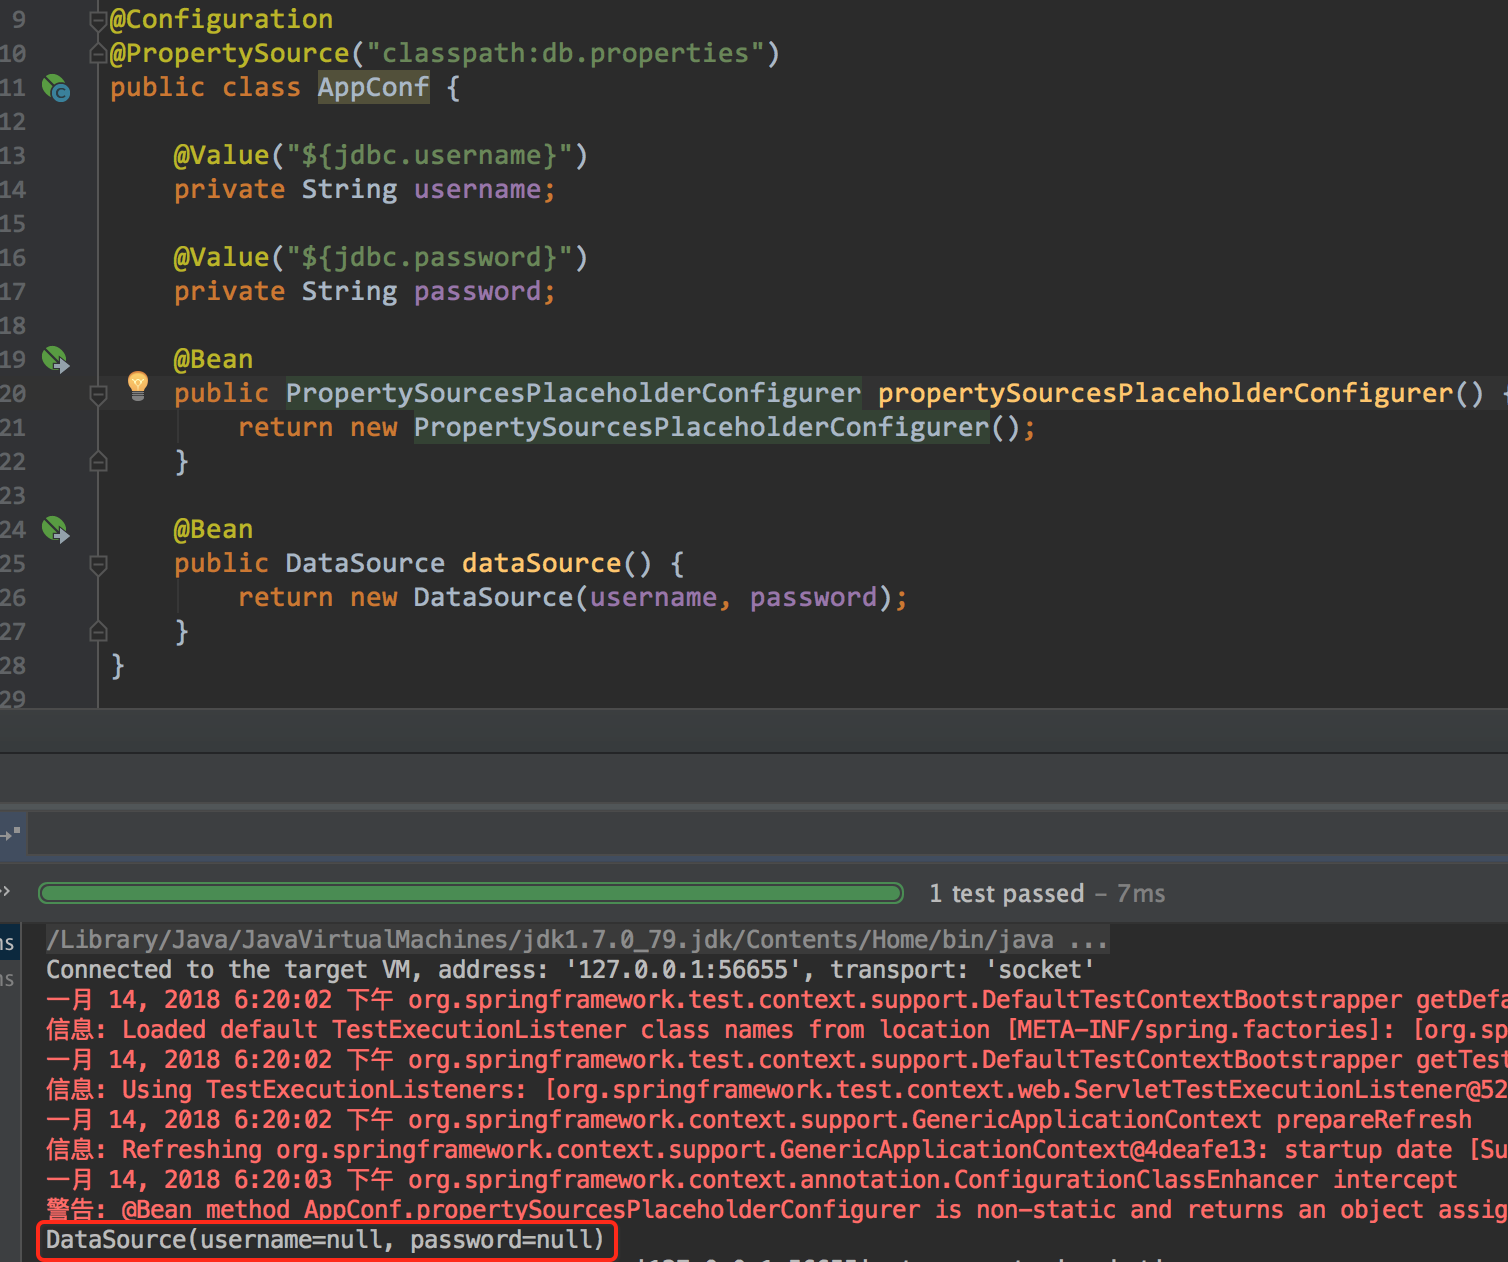 9 @Configuration
10 @PropertySource("classpath:db.properties")
11 public class AppConf {
12
13 @Value("${jdbc.username}")
14 private String username;
15
16 @Value("${jdbc.password}")
17 private String password;
18
19 @Bean
20 public PropertySourcesPlaceholderConfigurer propertySourcesPlaceholderConfigurer() {
21 return new PropertySourcesPlaceholderConfigurer();
22 }
23
24 @Bean
25 public DataSource dataSource() {
26 return new DataSource(username, password);
27 }
28 }
29
1 test passed – 7ms
/Library/Java/JavaVirtualMachines/jdk1.7.0_79.jdk/Contents/Home/bin/java ...
Connected to the target VM, address: '127.0.0.1:56655', transport: 'socket'
一月 14, 2018 6:20:02 下午 org.springframework.test.context.support.DefaultTestContextBootstrapper getDefa
信息: Loaded default TestExecutionListener class names from location [META-INF/spring.factories]: [org.sp
一月 14, 2018 6:20:02 下午 org.springframework.test.context.support.DefaultTestContextBootstrapper getTest
信息: Using TestExecutionListeners: [org.springframework.test.context.web.ServletTestExecutionListener@52
一月 14, 2018 6:20:02 下午 org.springframework.context.support.GenericApplicationContext prepareRefresh
信息: Refreshing org.springframework.context.support.GenericApplicationContext@4deafe13: startup date [Su
一月 14, 2018 6:20:03 下午 org.springframework.context.annotation.ConfigurationClassEnhancer intercept
警告: @Bean method AppConf.propertySourcesPlaceholderConfigurer is non-static and returns an object assig
DataSource(username=null, password=null)